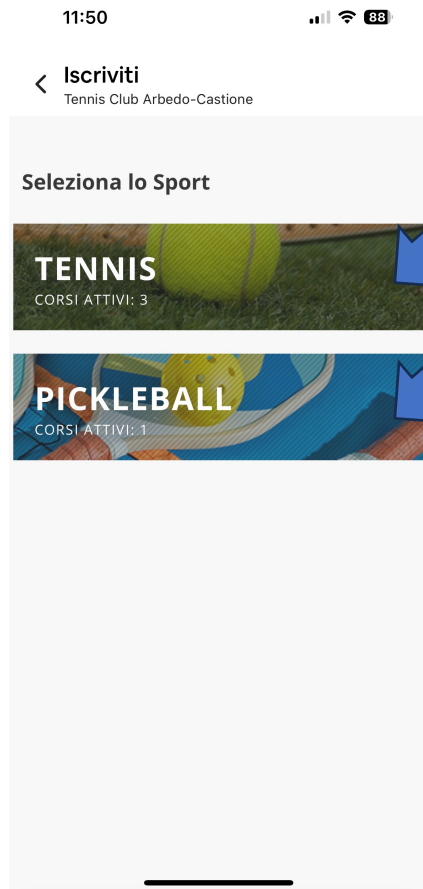 11:50
88
Iscriviti
Tennis Club Arbedo-Castione
Seleziona lo Sport
TENNIS
CORSI ATTIVI: 3
PICKLEBALL
CORSI ATTIVI: 1